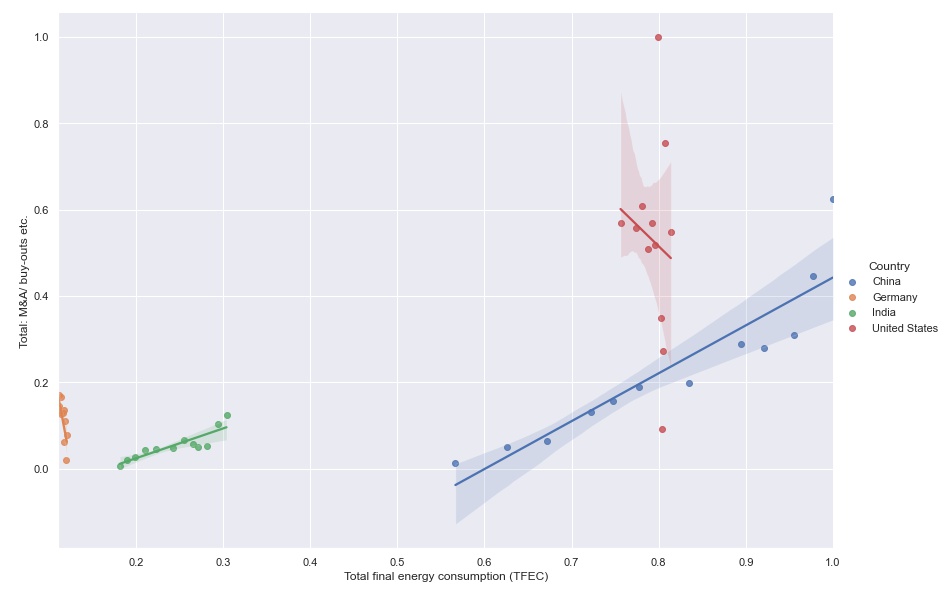 1.0
0.8
0.6
0.4
0.2
0.0
Total: M&A/ buy-outs etc.
0.2 0.3 0.4 0.5 0.6 0.7 0.8 0.9 1.0
Total final energy consumption (TFEC)
Country
China
Germany
India
United States